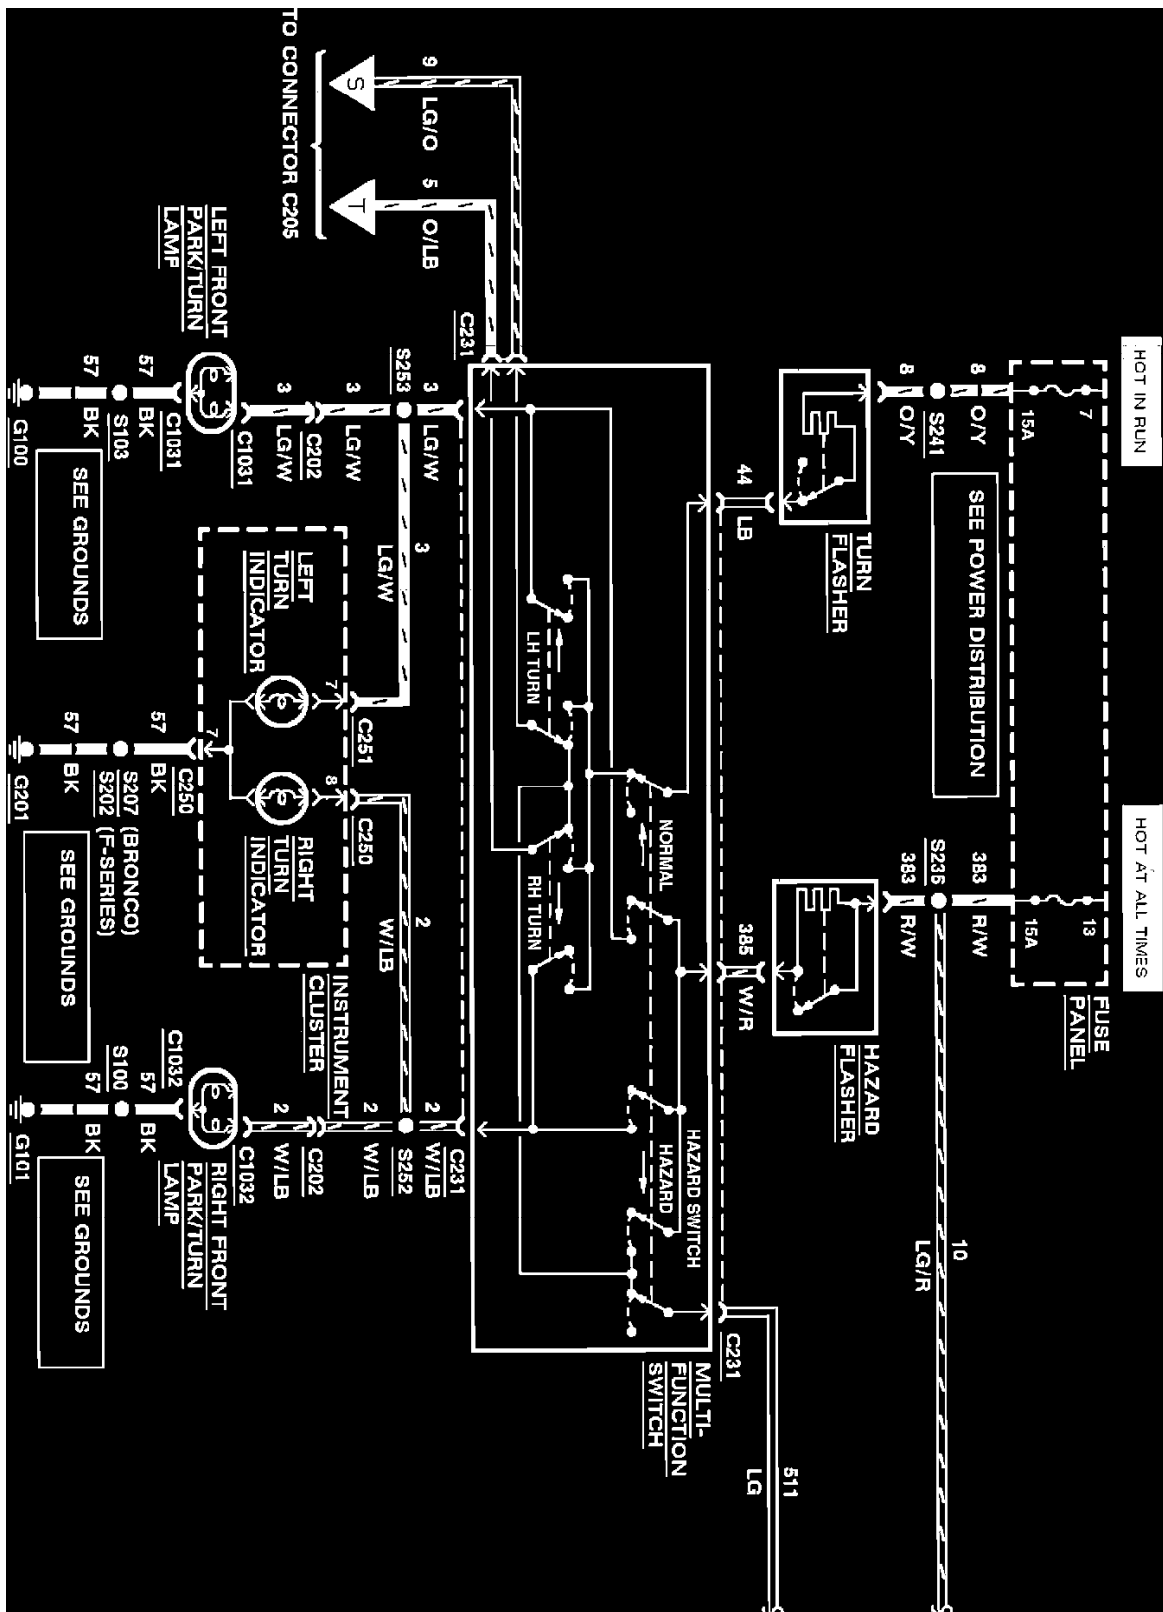 HOT IN RUN
HOT AT ALL TIMES
7
15A
13
15A
FUSE
PANEL
8
O/Y
S241
8
O/Y
SEE POWER DISTRIBUTION
383
R/W
S235
383
R/W
10
LG/R
TURN
FLASHER
HAZARD
FLASHER
44
LB
385
W/R
C231
511
LG
NORMAL
HAZARD SWITCH
HAZARD
MULTI-
FUNCTION
SWITCH
LH TURN
RH TURN
TO CONNECTOR C205
S
9
LG/O
T
5
O/LB
C231
3
LG/W
S253
3
LG/W
3
LG/W
C202
3
LG/W
C1031
LEFT FRONT
PARK/TURN
LAMP
C1031
57
BK
S103
57
BK
G100
SEE GROUNDS
C251
7
LEFT
TURN
INDICATOR
C250
8
RIGHT
TURN
INDICATOR
INSTRUMENT
CLUSTER
7
C250
57
BK
S207 (BRONCO)
S202 (F-SERIES)
57
BK
G201
SEE GROUNDS
C231
2
W/LB
S252
2
W/LB
2
W/LB
C202
2
W/LB
C1032
RIGHT FRONT
PARK/TURN
LAMP
C1032
57
BK
S100
57
BK
G101
SEE GROUNDS